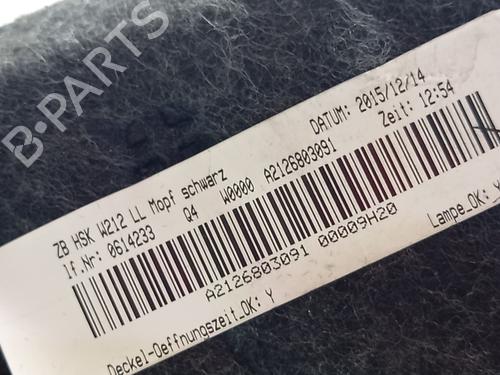 B-PARTS
DATUM: 2015/12/14
Zeit: 12:54
ZB HSK W212 LL Mopf schwarz
lf.Nr: 0614233 Q4 W0000 A2126803091
A2126803091 00009H20
Deckel-Oeffnungszeit_OK: Y
Lampe_OK: